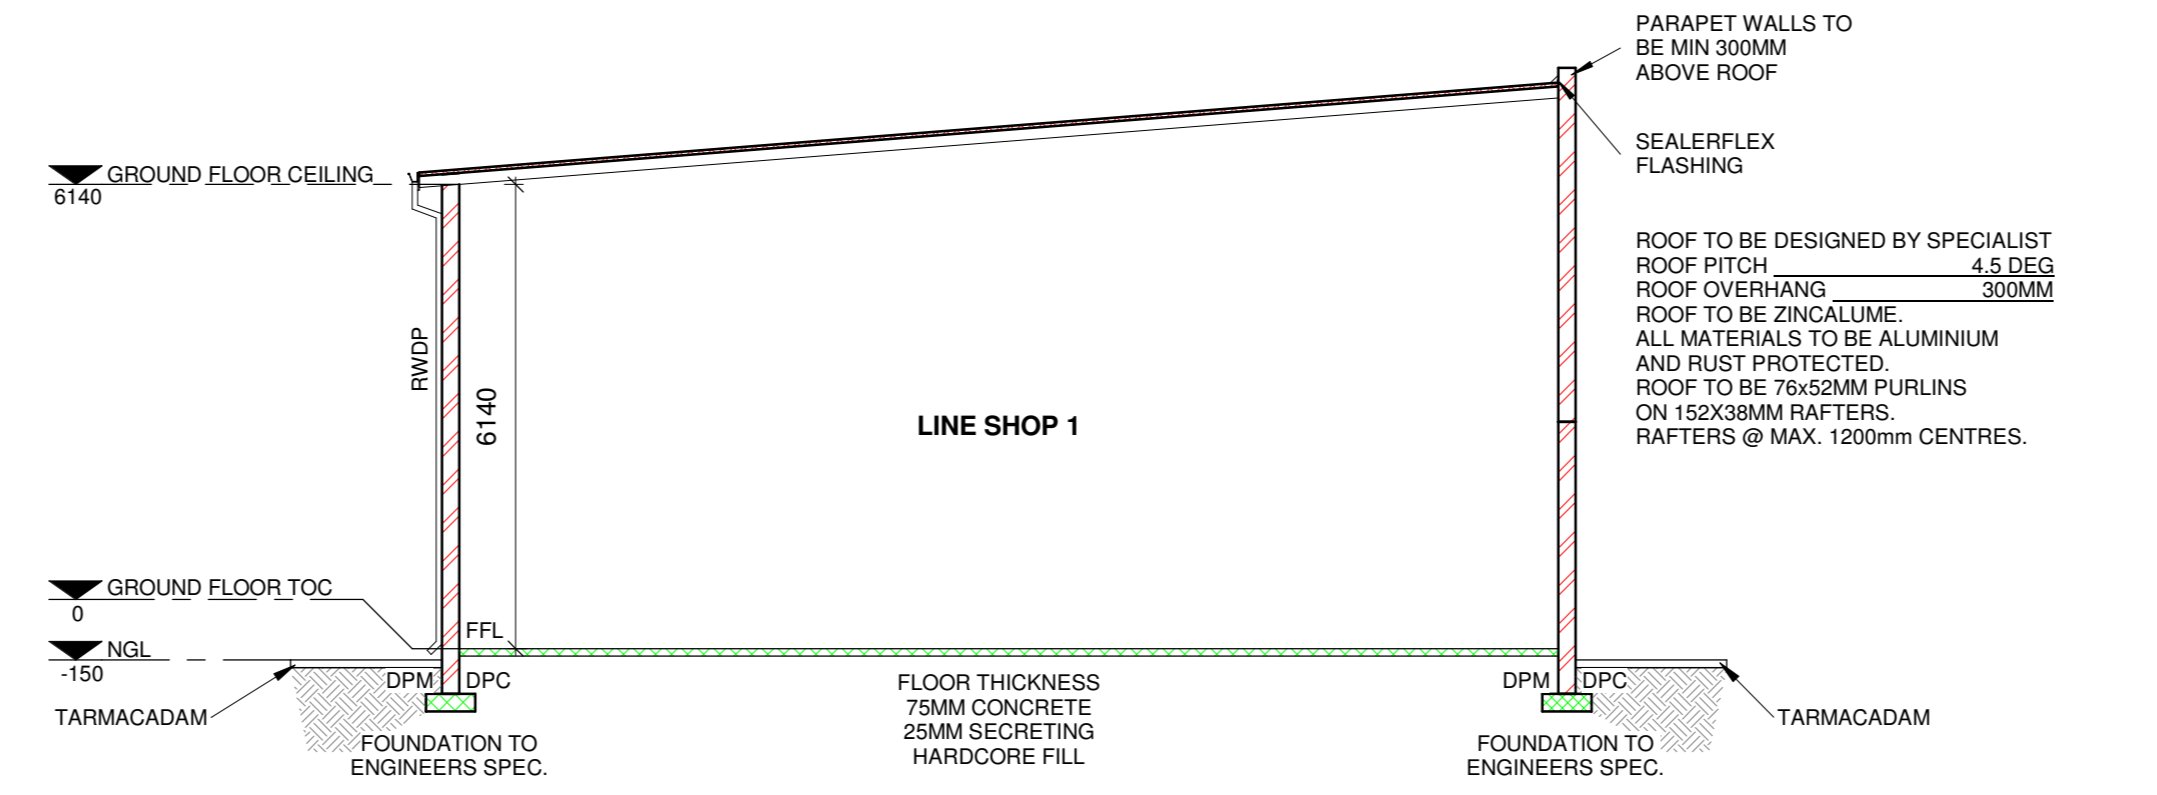 PARAPET WALLS TO
BE MIN 300MM
ABOVE ROOF
SEALERFLEX
FLASHING
GROUND FLOOR CEILING
6140
ROOF TO BE DESIGNED BY SPECIALIST
ROOF PITCH 4.5 DEG
ROOF OVERHANG 300MM
ROOF TO BE ZINCALUME.
ALL MATERIALS TO BE ALUMINIUM
AND RUST PROTECTED.
ROOF TO BE 76x52MM PURLINS
ON 152X38MM RAFTERS.
RAFTERS @ MAX. 1200mm CENTRES.
RWDP
6140
LINE SHOP 1
GROUND FLOOR TOC
0
FFL
NGL
-150
TARMACADAM
DPM DPC
FOUNDATION TO
ENGINEERS SPEC.
FLOOR THICKNESS
75MM CONCRETE
25MM SECRETING
HARDCORE FILL
DPM DPC
FOUNDATION TO
ENGINEERS SPEC.
TARMACADAM